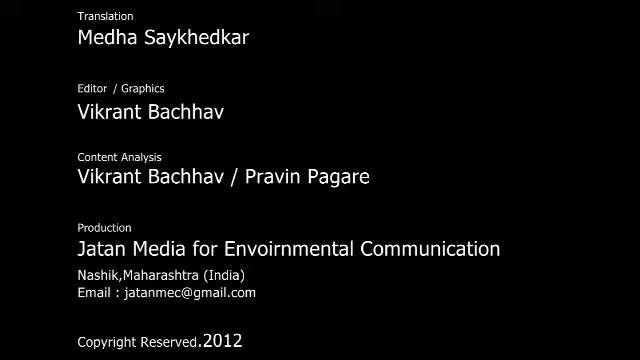 Translation
Medha Saykhedkar
Editor / Graphics
Vikrant Bachhav
Content Analysis
Vikrant Bachhav / Pravin Pagare
Production
Jatan Media for Envoirnmental Communication
Nashik,Maharashtra (India)
Email : jatanmec@gmail.com
Copyright Reserved.2012